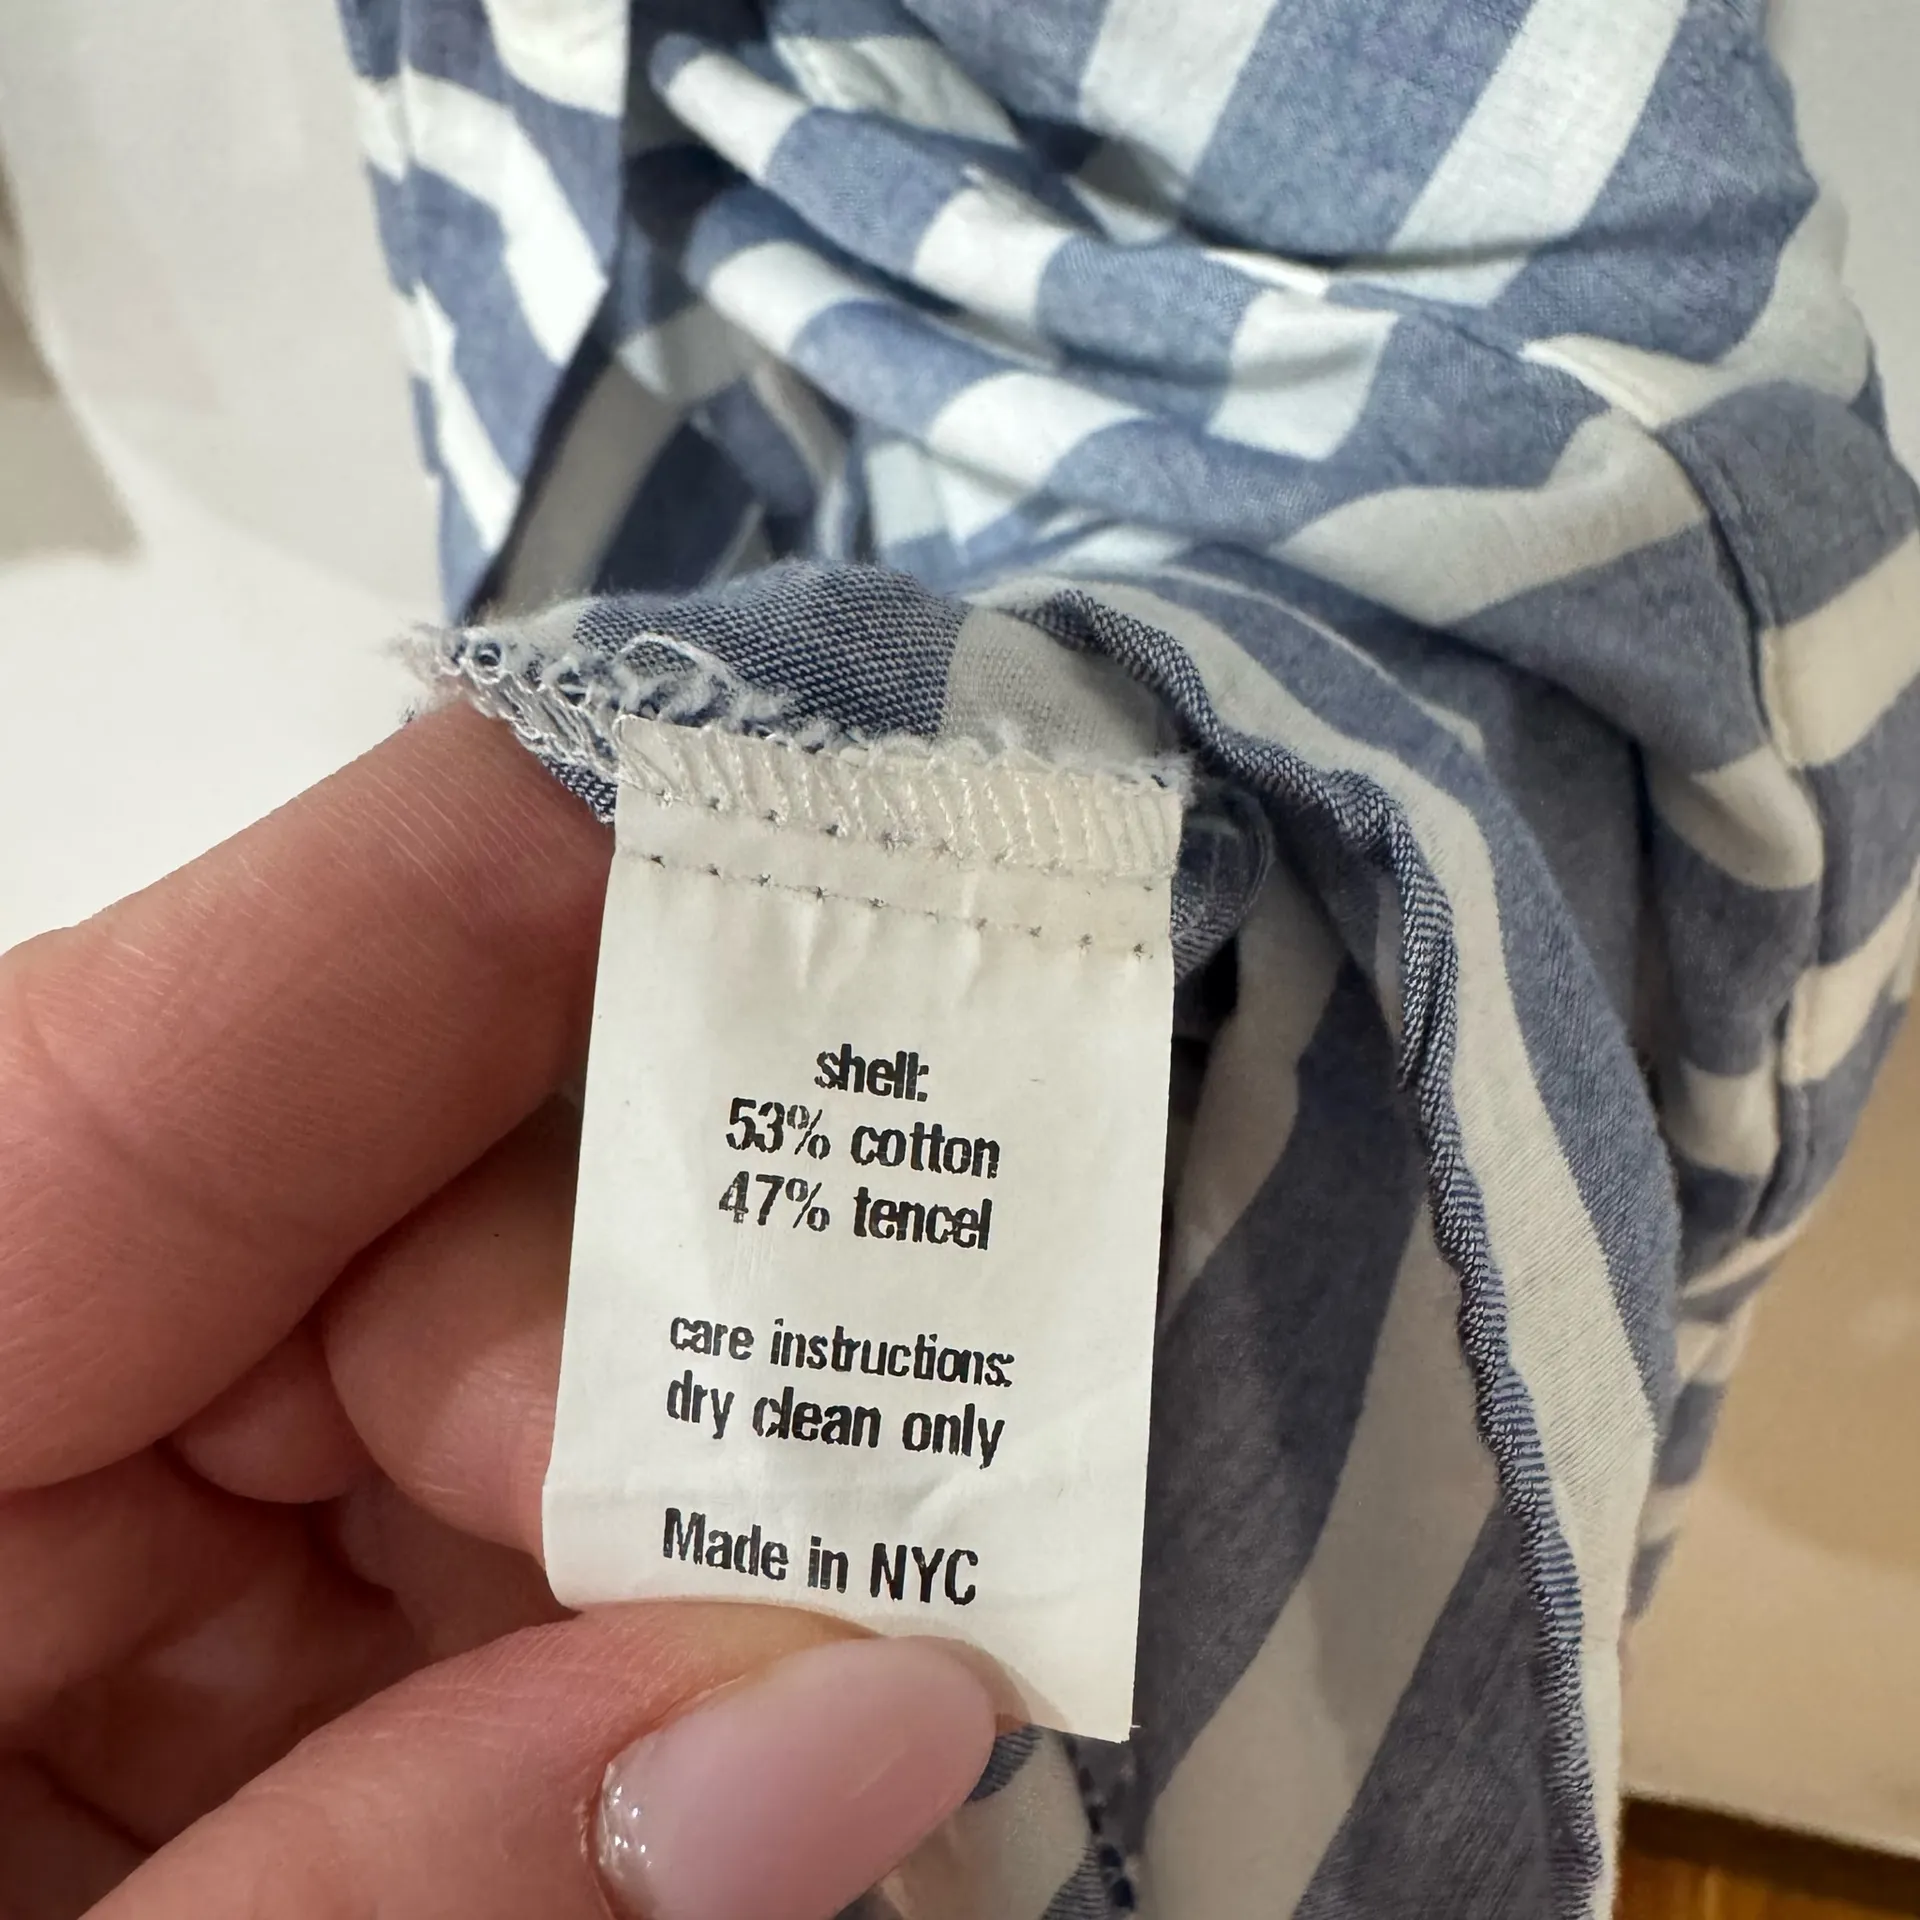 shell:
53% cotton
47% tencel
care instructions:
dry clean only
Made in NYC